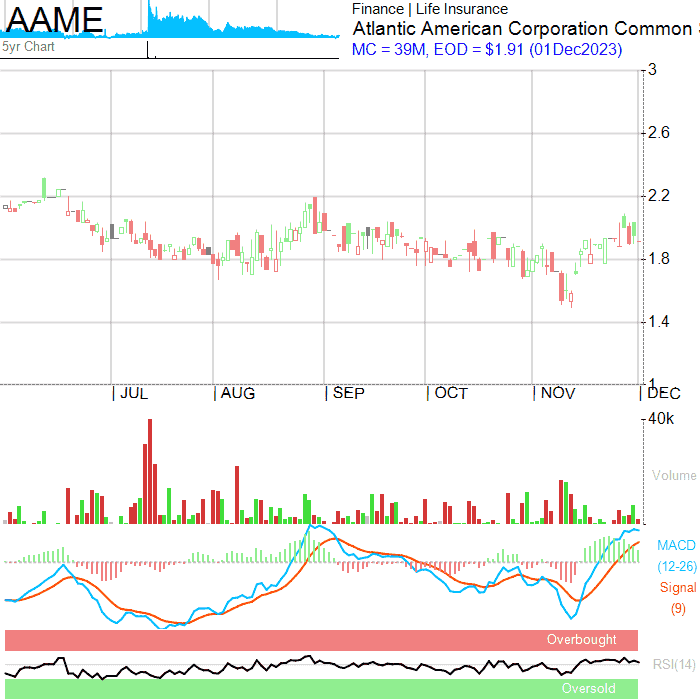 AAME
5yr Chart
Finance | Life Insurance
Atlantic American Corporation Common
MC = 39M, EOD = $1.91 (01Dec2023)
3
2.6
2.2
1.8
1.4
1
| JUL | AUG | SEP | OCT | NOV | DEC
40k
Volume
MACD
(12-26)
Signal
(9)
Overbought
RSI(14)
Oversold